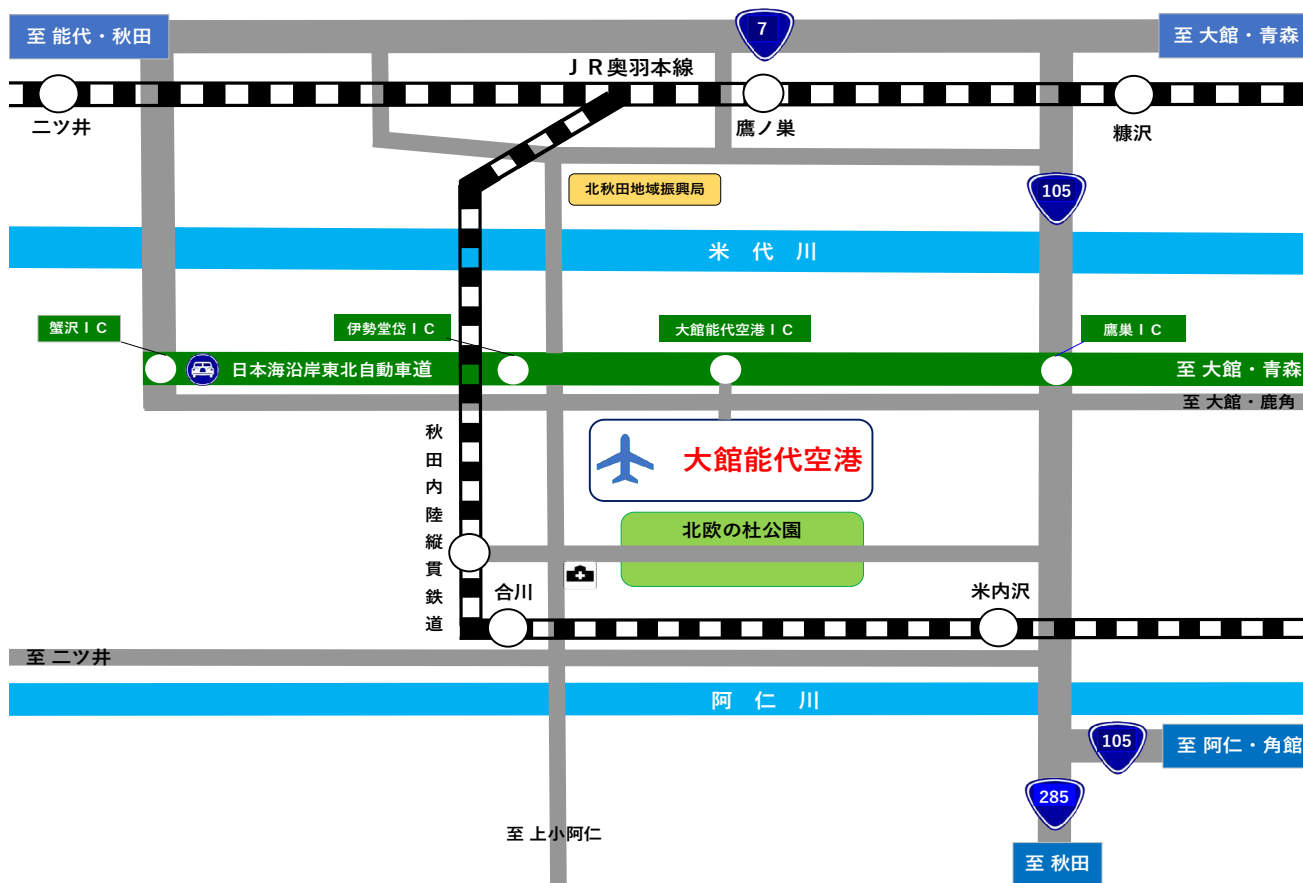 至 能代・秋田
7
至 大館・青森
ＪＲ奥羽本線
二ツ井
鷹ノ巣
糠沢
北秋田地域振興局
105
米代川
蟹沢ＩＣ
伊勢堂岱ＩＣ
大館能代空港ＩＣ
鷹巣ＩＣ
日本海沿岸東北自動車道
至 大館・青森
至 大館・鹿角
秋田内陸縦貫鉄道
大館能代空港
北欧の杜公園
合川
米内沢
至 二ツ井
阿仁川
105
至 阿仁・角館
285
至 上小阿仁
至 秋田